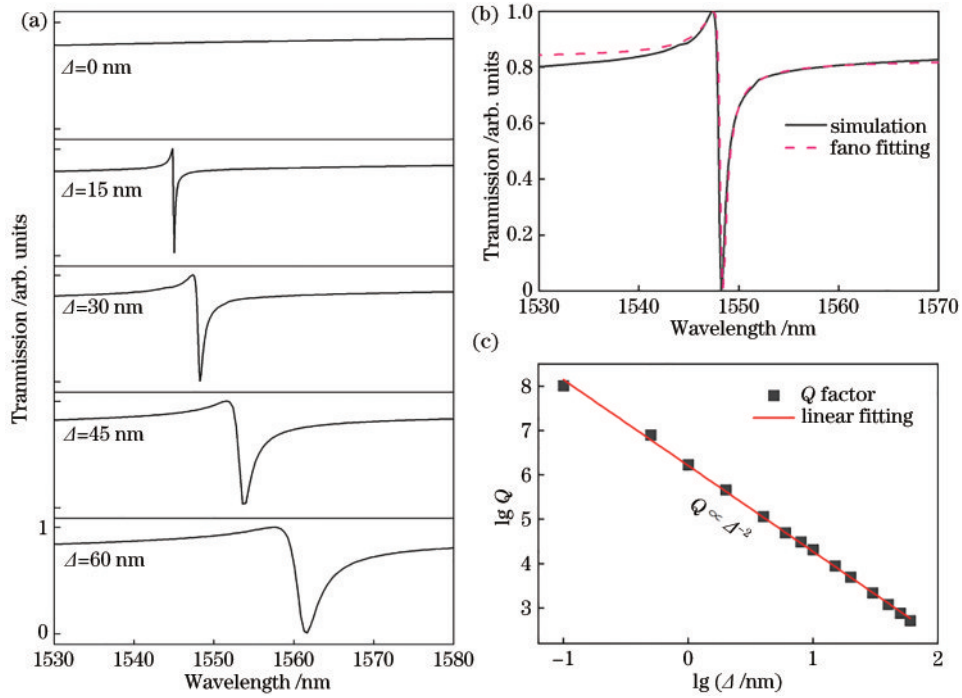 (a)
Tranmission /arb. units
Δ=0 nm
Δ=15 nm
Δ=30 nm
Δ=45 nm
1
Δ=60 nm
0
1530 1540 1550 1560 1570 1580
Wavelength /nm
(b)
Tranmission /arb. units
1.0
0.8
0.6
0.4
0.2
0
simulation
fano fitting
1530 1540 1550 1560 1570
Wavelength /nm
(c)
lg Q
8
7
6
5
4
3
Q factor
linear fitting
Q ∝ Δ⁻²
−1 0 1 2
lg (Δ /nm)